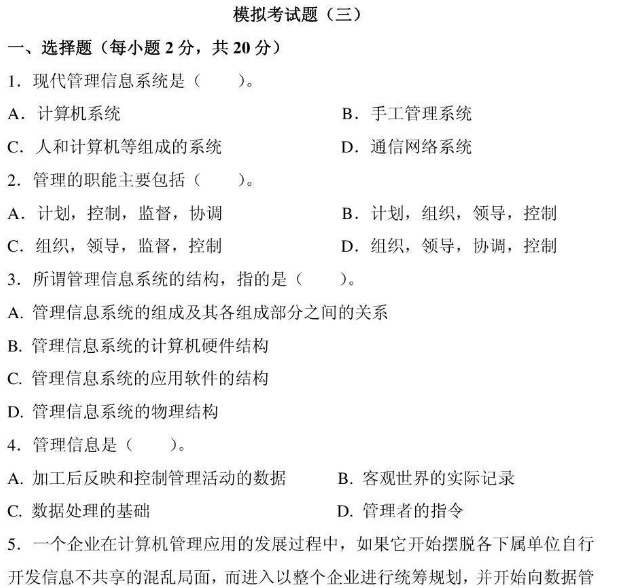 模拟考试题（三）
一、选择题（每小题 2 分，共 20 分）
1．现代管理信息系统是（　　）。
A．计算机系统　　B．手工管理系统
C．人和计算机等组成的系统　　D．通信网络系统
2．管理的职能主要包括（　　）。
A．计划，控制，监督，协调　　B．计划，组织，领导，控制
C．组织，领导，监督，控制　　D．组织，领导，协调，控制
3．所谓管理信息系统的结构，指的是（　　）。
A. 管理信息系统的组成及其各组成部分之间的关系
B. 管理信息系统的计算机硬件结构
C. 管理信息系统的应用软件的结构
D. 管理信息系统的物理结构
4．管理信息是（　　）。
A. 加工后反映和控制管理活动的数据　　B. 客观世界的实际记录
C. 数据处理的基础　　D. 管理者的指令
5．一个企业在计算机管理应用的发展过程中，如果它开始摆脱各下属单位自行
开发信息不共享的混乱局面，而进入以整个企业进行统筹规划，并开始向数据管